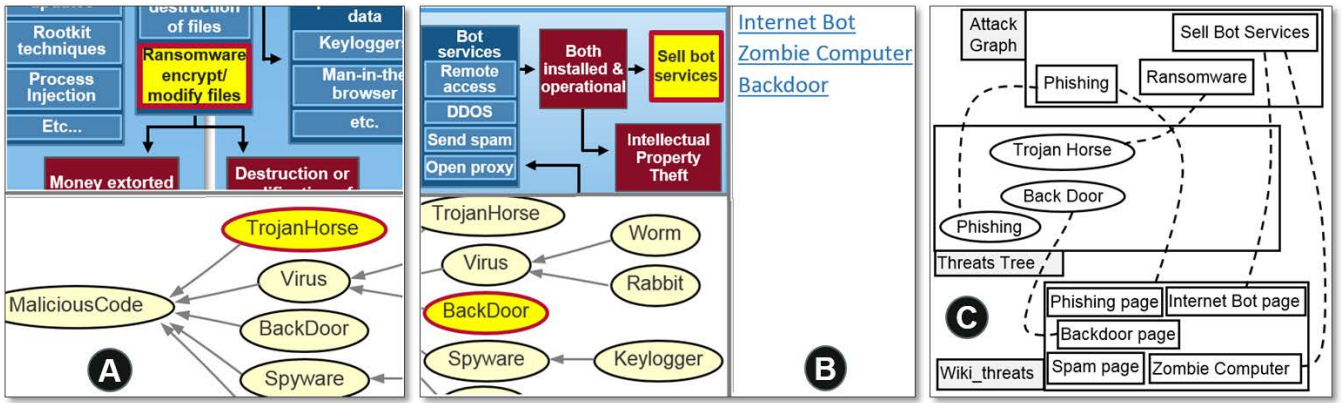 destruction
of files
data
Rootkit
techniques
Ransomware
encrypt/
modify files
Keyloggers
Process
Injection
Man-in-the
browser
Etc...
etc.
Money extorted
Destruction or
TrojanHorse
Virus
MaliciousCode
BackDoor
Spyware
A
Bot
services
Remote
access
DDOS
Send spam
Open proxy
Both
installed &
operational
Sell bot
services
Intellectual
Property
Theft
TrojanHorse
Worm
Virus
Rabbit
BackDoor
Spyware
Keylogger
Internet Bot
Zombie Computer
Backdoor
B
Attack
Graph
Sell Bot Services
Phishing
Ransomware
Trojan Horse
Back Door
Phishing
Threats Tree
C
Phishing page
Internet Bot page
Backdoor page
Spam page
Zombie Computer
Wiki_threats